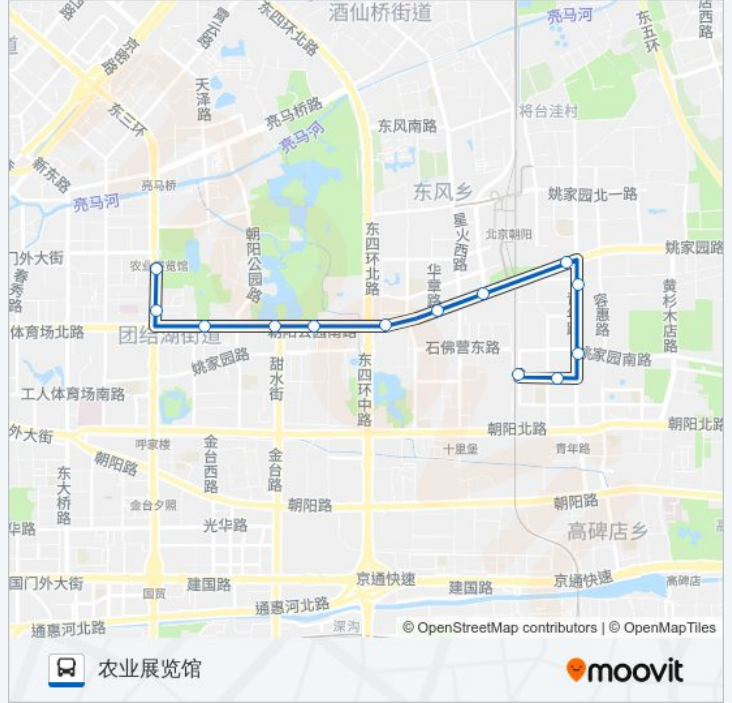 酒仙桥街道
亮马河
店西路
东四环北路
霄云路
京密路
东五环
道
天泽路
亮马桥路
将台洼村
东三环
亮马河
东风南路
新东路
亮马桥
东风乡
姚家园北一路
亮马河
星火西路
北京朝阳
朝阳公园路
东四环北路
姚家园路
门外大街
农业展览馆
春秀路
华章路
黄杉木店路
容惠路
体育场北路
团结湖街道
朝阳公园南路
石佛营东路
姚家园路
姚家园南路
甜水街
东四环中路
工人体育场南路
朝阳北路
朝阳北路
外大街
呼家楼
金台西路
金台路
十里堡
青年路
朝阳路
东大桥路
金台夕照
朝阳路
朝阳路
华路
光华路
高碑店乡
国门外大街
建国路
京通快速
建国路
京通快速
高碑店
国贸
通惠河北路
通惠河北路
深沟
© OpenStreetMap contributors | © OpenMapTiles
农业展览馆
moovit